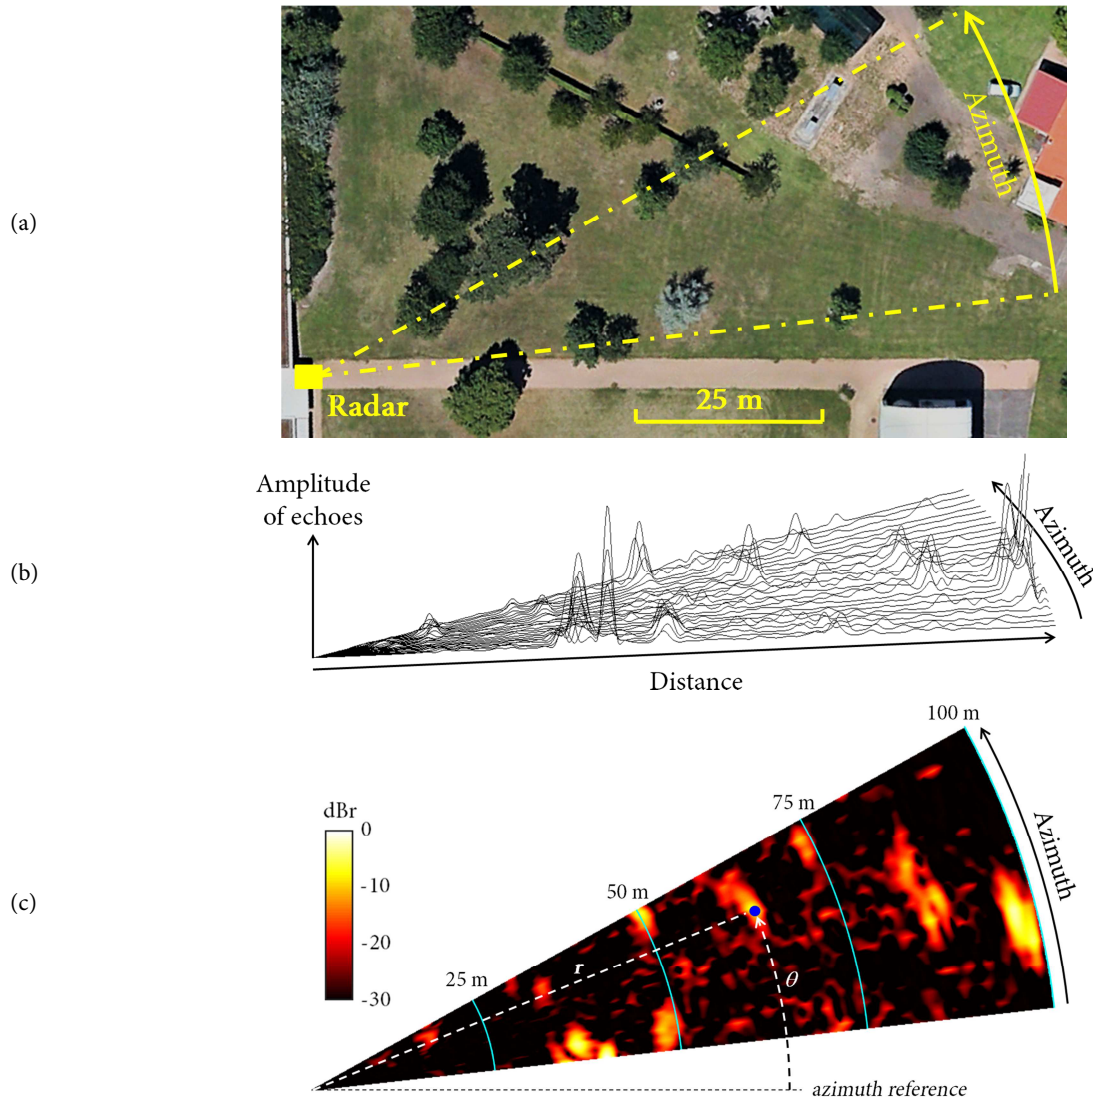 (a)
Azimuth
Radar
25 m
Amplitude
of echoes
(b)
Azimuth
Distance
100 m
dBr
0
-10
-20
-30
75 m
50 m
25 m
Azimuth
(c)
r
θ
azimuth reference